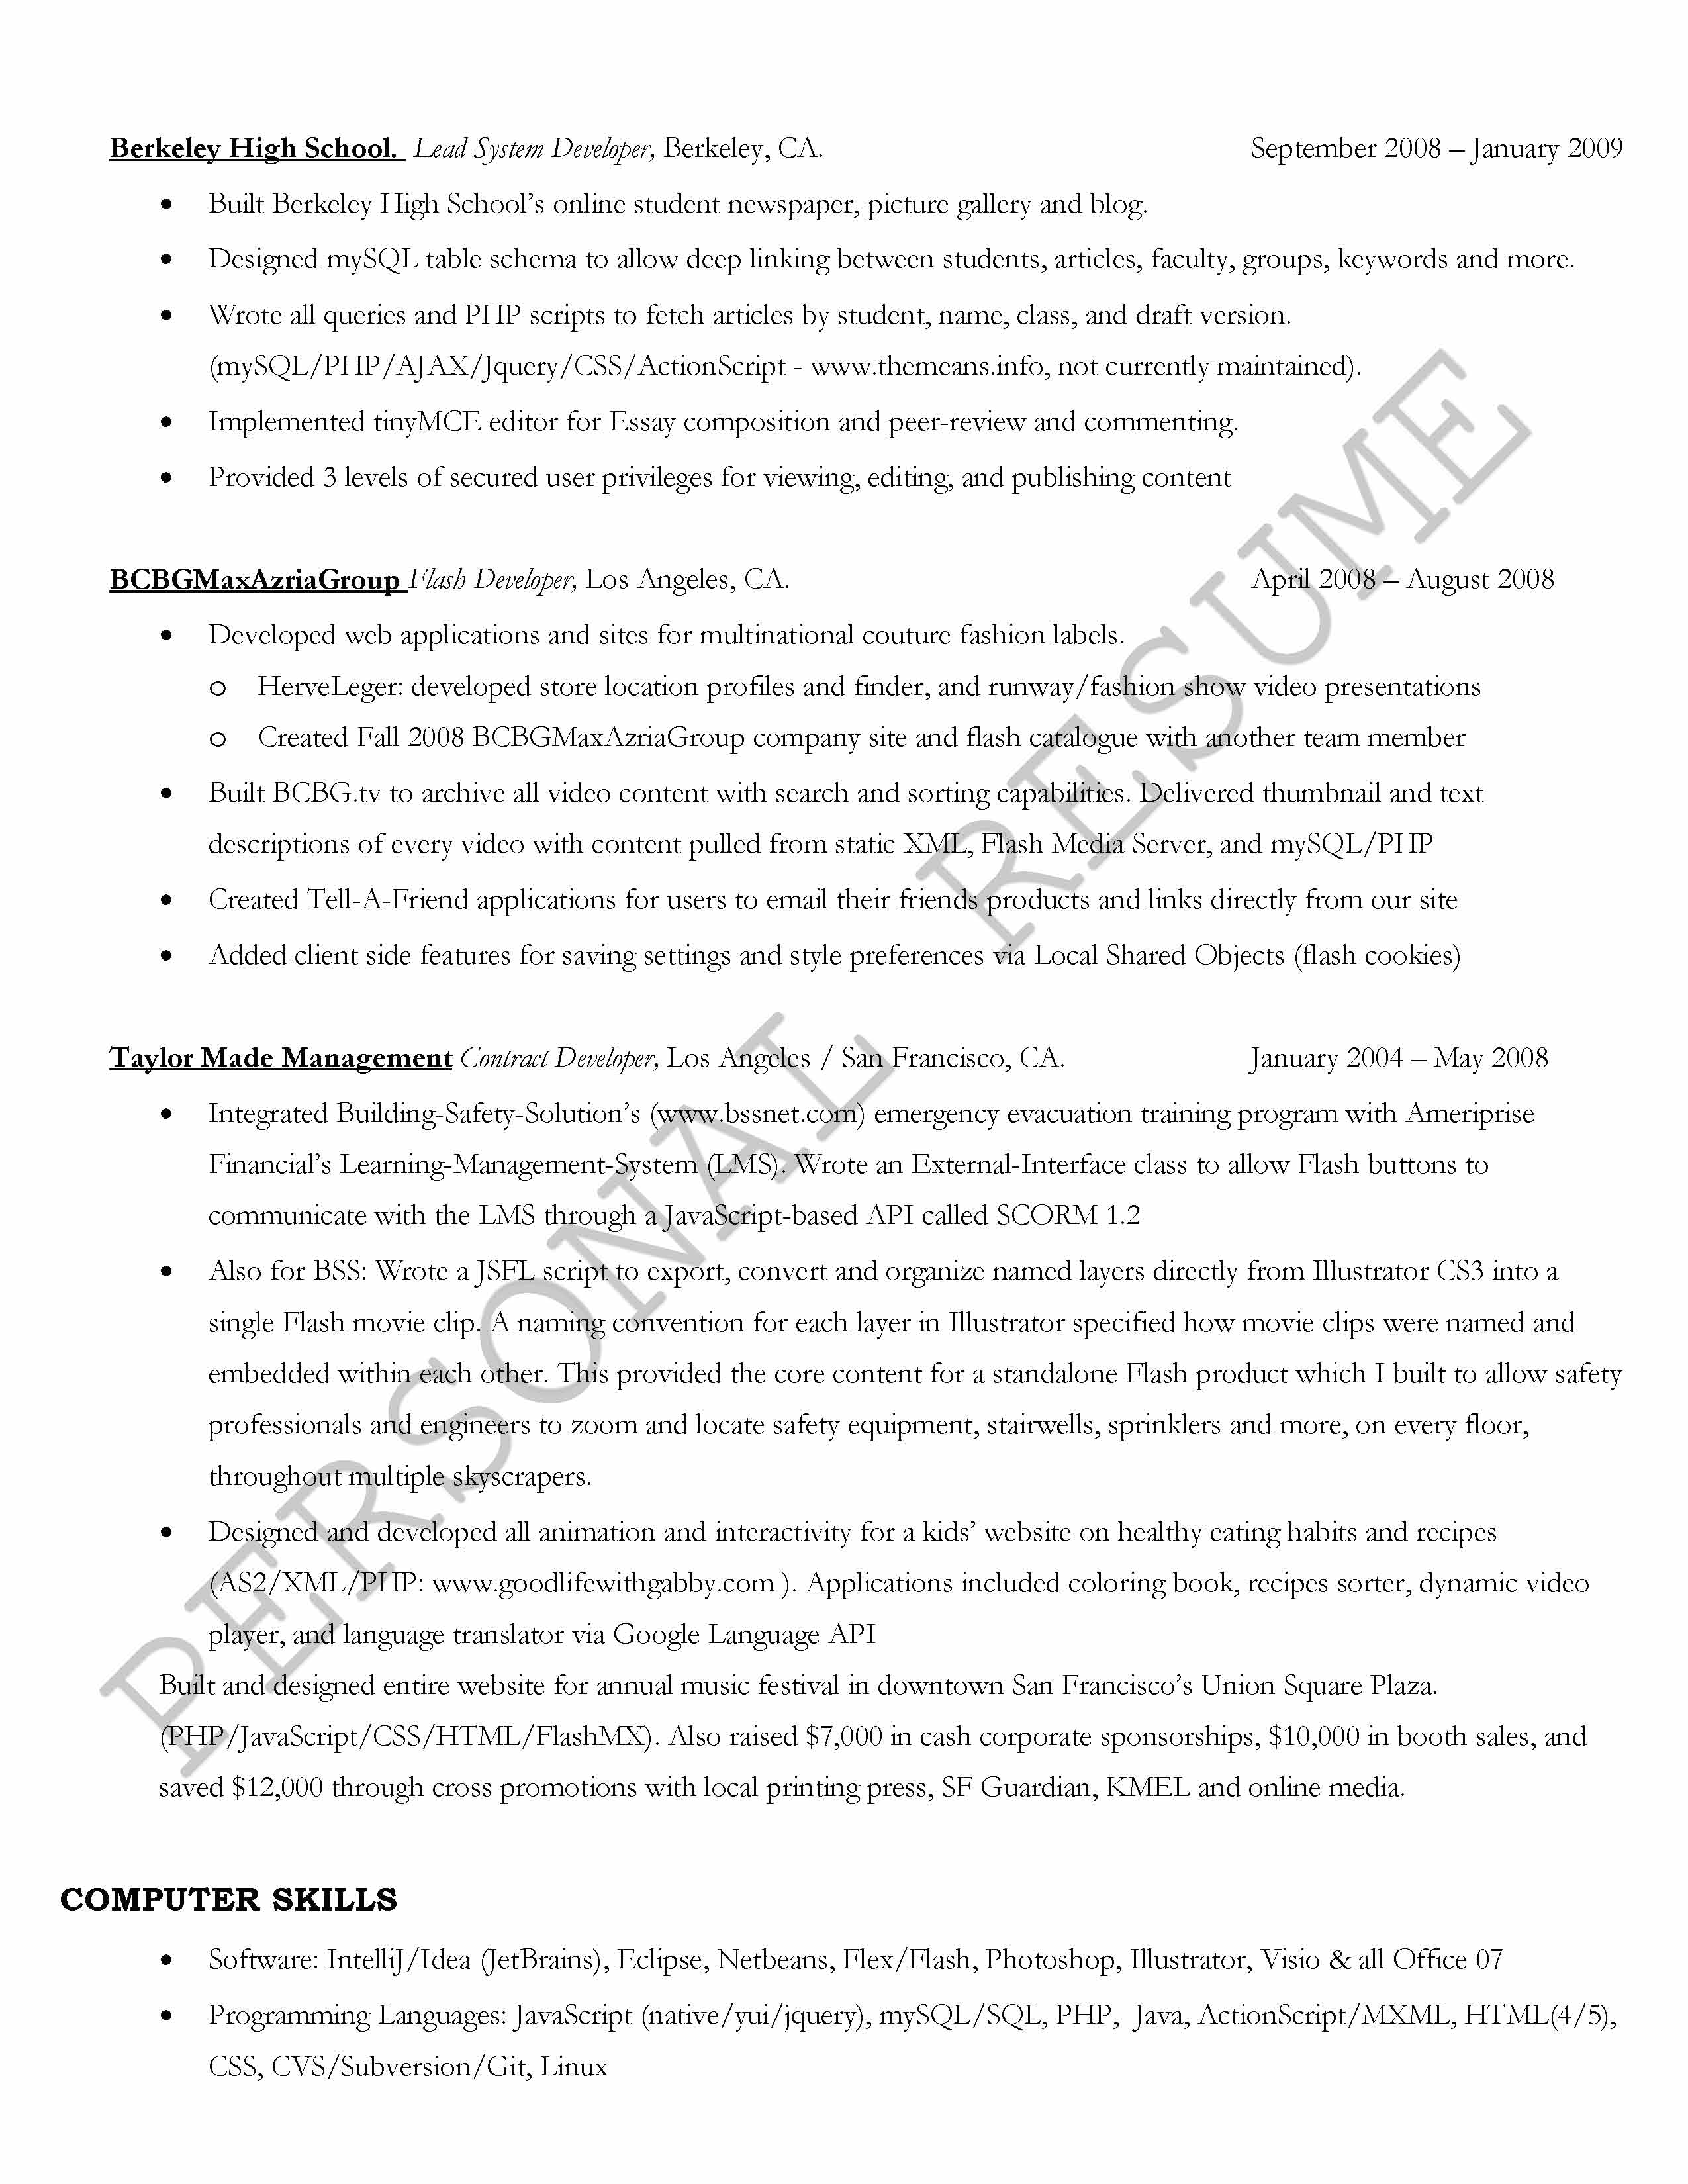 Berkeley High School. Lead System Developer, Berkeley, CA. September 2008 – January 2009
• Built Berkeley High School’s online student newspaper, picture gallery and blog.
• Designed mySQL table schema to allow deep linking between students, articles, faculty, groups, keywords and more.
• Wrote all queries and PHP scripts to fetch articles by student, name, class, and draft version.
(mySQL/PHP/AJAX/Jquery/CSS/ActionScript - www.themeans.info, not currently maintained).
• Implemented tinyMCE editor for Essay composition and peer-review and commenting.
• Provided 3 levels of secured user privileges for viewing, editing, and publishing content
BCBGMaxAzriaGroup Flash Developer, Los Angeles, CA. April 2008 – August 2008
• Developed web applications and sites for multinational couture fashion labels.
o HerveLeger: developed store location profiles and finder, and runway/fashion show video presentations
o Created Fall 2008 BCBGMaxAzriaGroup company site and flash catalogue with another team member
• Built BCBG.tv to archive all video content with search and sorting capabilities. Delivered thumbnail and text
descriptions of every video with content pulled from static XML, Flash Media Server, and mySQL/PHP
• Created Tell-A-Friend applications for users to email their friends products and links directly from our site
• Added client side features for saving settings and style preferences via Local Shared Objects (flash cookies)
Taylor Made Management Contract Developer, Los Angeles / San Francisco, CA. January 2004 – May 2008
• Integrated Building-Safety-Solution’s (www.bssnet.com) emergency evacuation training program with Ameriprise
Financial’s Learning-Management-System (LMS). Wrote an External-Interface class to allow Flash buttons to
communicate with the LMS through a JavaScript-based API called SCORM 1.2
• Also for BSS: Wrote a JSFL script to export, convert and organize named layers directly from Illustrator CS3 into a
single Flash movie clip. A naming convention for each layer in Illustrator specified how movie clips were named and
embedded within each other. This provided the core content for a standalone Flash product which I built to allow safety
professionals and engineers to zoom and locate safety equipment, stairwells, sprinklers and more, on every floor,
throughout multiple skyscrapers.
• Designed and developed all animation and interactivity for a kids’ website on healthy eating habits and recipes
(AS2/XML/PHP: www.goodlifewithgabby.com ). Applications included coloring book, recipes sorter, dynamic video
player, and language translator via Google Language API
Built and designed entire website for annual music festival in downtown San Francisco’s Union Square Plaza.
(PHP/JavaScript/CSS/HTML/FlashMX). Also raised $7,000 in cash corporate sponsorships, $10,000 in booth sales, and
saved $12,000 through cross promotions with local printing press, SF Guardian, KMEL and online media.
COMPUTER SKILLS
• Software: IntelliJ/Idea (JetBrains), Eclipse, Netbeans, Flex/Flash, Photoshop, Illustrator, Visio & all Office 07
• Programming Languages: JavaScript (native/yui/jquery), mySQL/SQL, PHP, Java, ActionScript/MXML, HTML(4/5),
CSS, CVS/Subversion/Git, Linux
PERSONAL RESUME